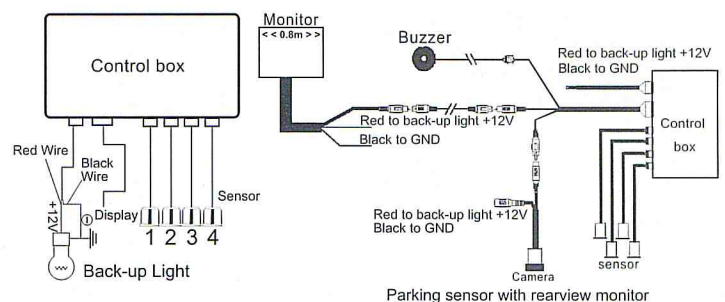 Control box
Red Wire
Black
Wire
+12V
Display
Sensor
1 2 3 4
Back-up Light
Monitor
< < 0.8m > >
Buzzer
Red to back-up light +12V
Black to GND
Red to back-up light +12V
Black to GND
Control
box
Red to back-up light +12V
Black to GND
Camera
sensor
Parking sensor with rearview monitor